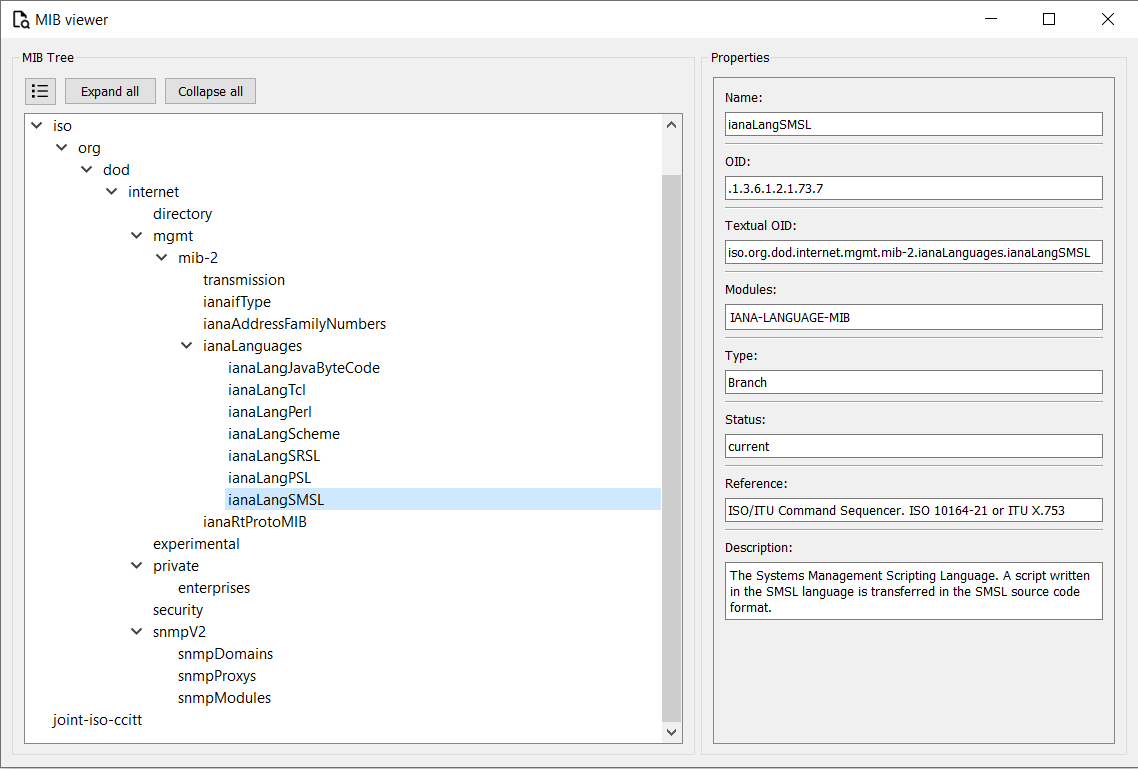 MIB viewer
MIB Tree
Expand all
Collapse all
iso
org
dod
internet
directory
mgmt
mib-2
transmission
ianaifType
ianaAddressFamilyNumbers
ianaLanguages
ianaLangJavaByteCode
ianaLangTcl
ianaLangPerl
ianaLangScheme
ianaLangSRSL
ianaLangPSL
ianaLangSMSL
ianaRtProtoMIB
experimental
private
enterprises
security
snmpV2
snmpDomains
snmpProxys
snmpModules
joint-iso-ccitt
Properties
Name:
ianaLangSMSL
OID:
.1.3.6.1.2.1.73.7
Textual OID:
iso.org.dod.internet.mgmt.mib-2.ianaLanguages.ianaLangSMSL
Modules:
IANA-LANGUAGE-MIB
Type:
Branch
Status:
current
Reference:
ISO/ITU Command Sequencer. ISO 10164-21 or ITU X.753
Description:
The Systems Management Scripting Language. A script written
in the SMSL language is transferred in the SMSL source code
format.